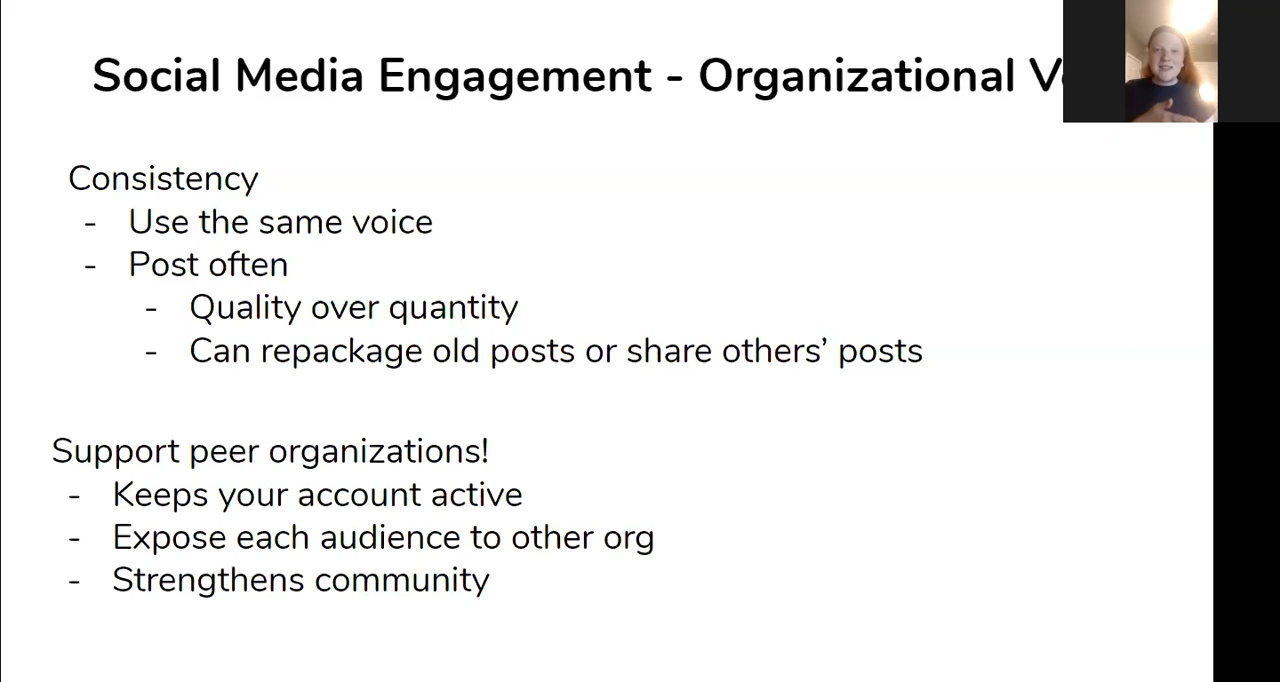 Social Media Engagement - Organizational
Consistency
- Use the same voice
- Post often
- Quality over quantity
- Can repackage old posts or share others’ posts
Support peer organizations!
- Keeps your account active
- Expose each audience to other org
- Strengthens community